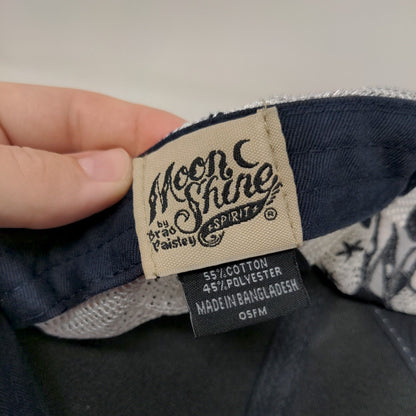 Moon
Shine
SPIRIT
by
Brad
Paisley
®
55% COTTON
45% POLYESTER
MADE IN BANGLADESH
OSFM